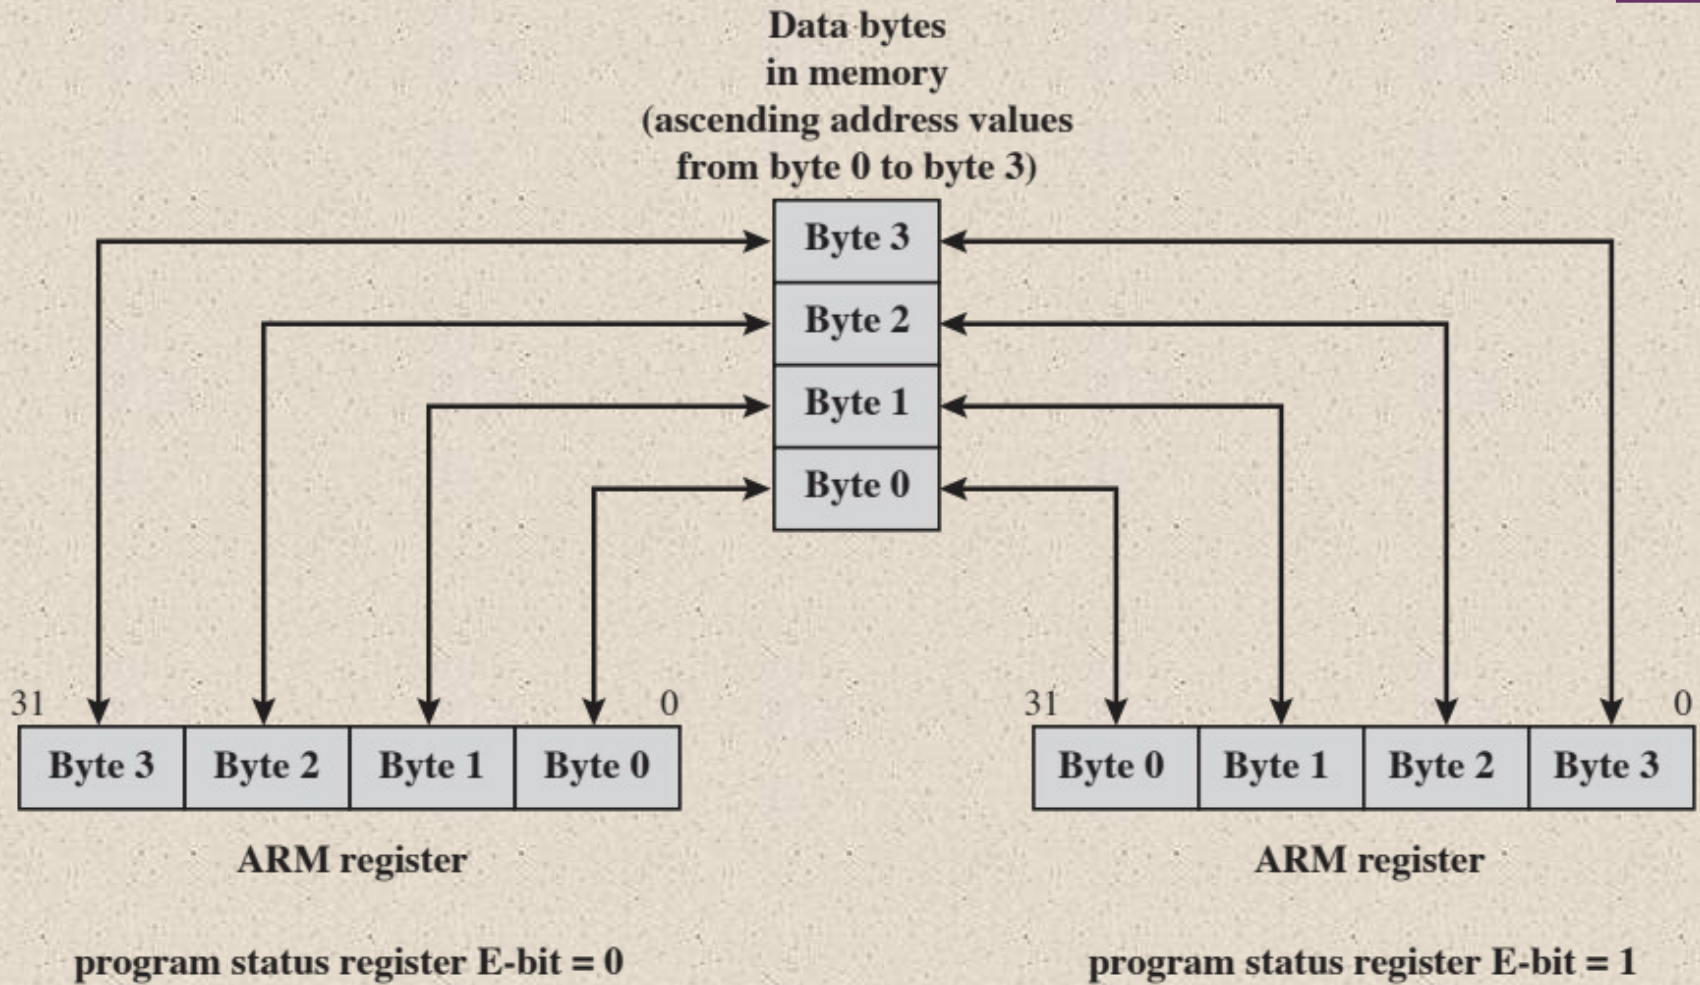 Data bytes
in memory
(ascending address values
from byte 0 to byte 3)
Byte 3
Byte 2
Byte 1
Byte 0
31 0
Byte 3 Byte 2 Byte 1 Byte 0
ARM register
program status register E-bit = 0
31 0
Byte 0 Byte 1 Byte 2 Byte 3
ARM register
program status register E-bit = 1